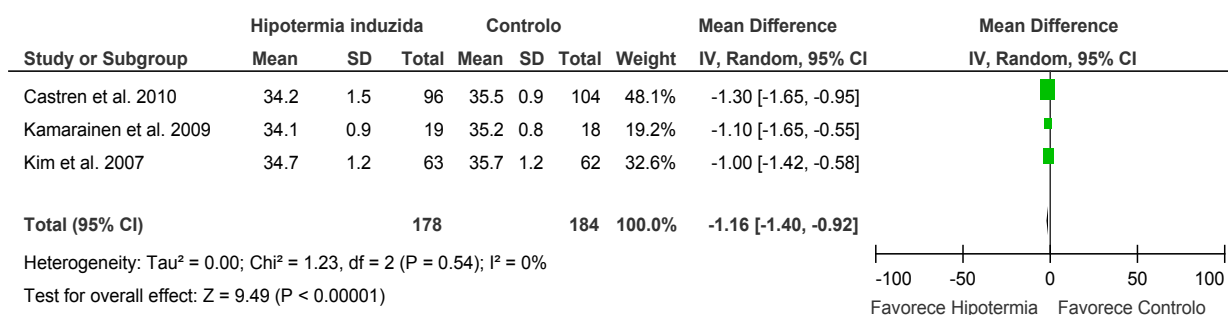 Hipotermia induzida Controlo Mean Difference Mean Difference
Study or Subgroup Mean SD Total Mean SD Total Weight IV, Random, 95% CI IV, Random, 95% CI
Castren et al. 2010 34.2 1.5 96 35.5 0.9 104 48.1% -1.30 [-1.65, -0.95]
Kamarainen et al. 2009 34.1 0.9 19 35.2 0.8 18 19.2% -1.10 [-1.65, -0.55]
Kim et al. 2007 34.7 1.2 63 35.7 1.2 62 32.6% -1.00 [-1.42, -0.58]
Total (95% CI) 178 184 100.0% -1.16 [-1.40, -0.92]
Heterogeneity: Tau² = 0.00; Chi² = 1.23, df = 2 (P = 0.54); I² = 0%
Test for overall effect: Z = 9.49 (P < 0.00001)
-100 -50 0 50 100
Favorece Hipotermia Favorece Controlo